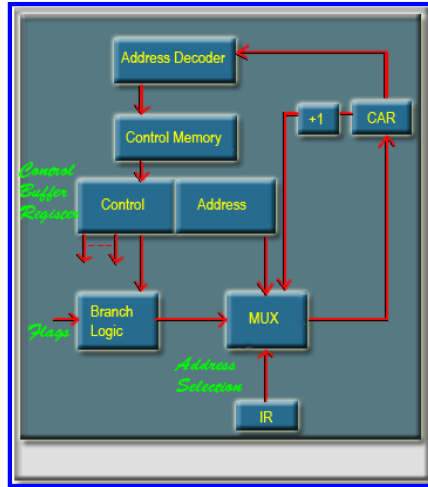 Address Decoder
+1
CAR
Control Memory
Control
Buffer
Register
Control
Address
Flags
Branch
Logic
MUX
Address
Selection
IR